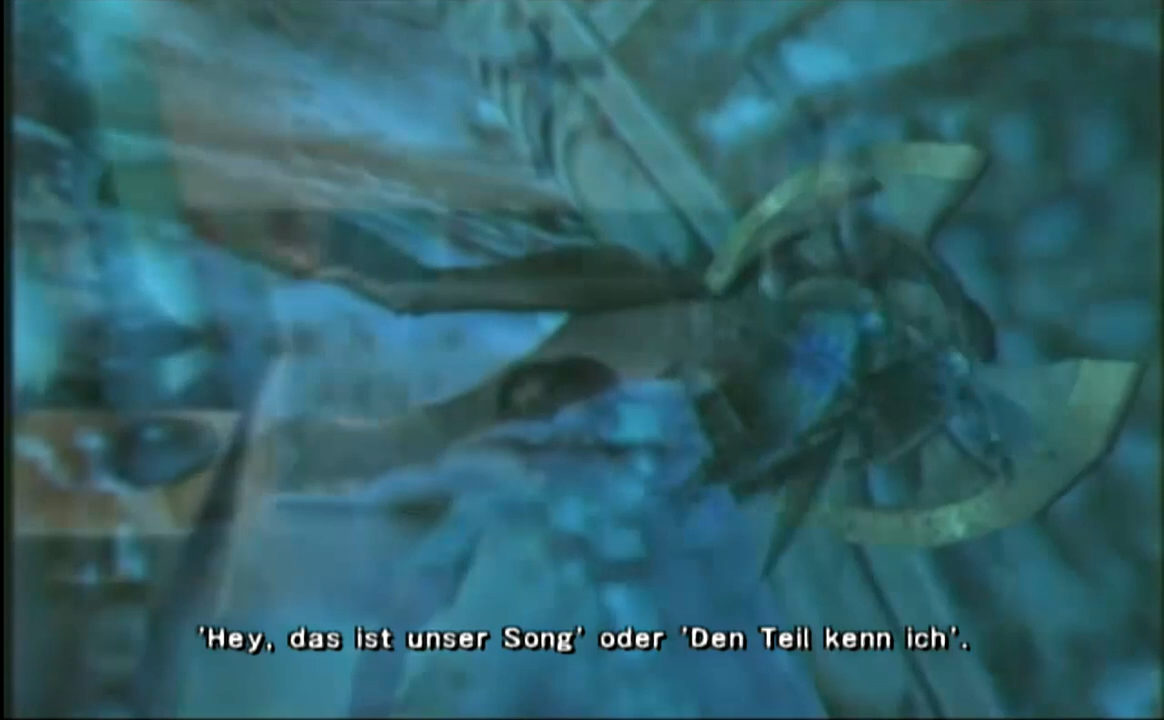 'Hey, das ist unser Song' oder 'Den Teil kenn ich'.